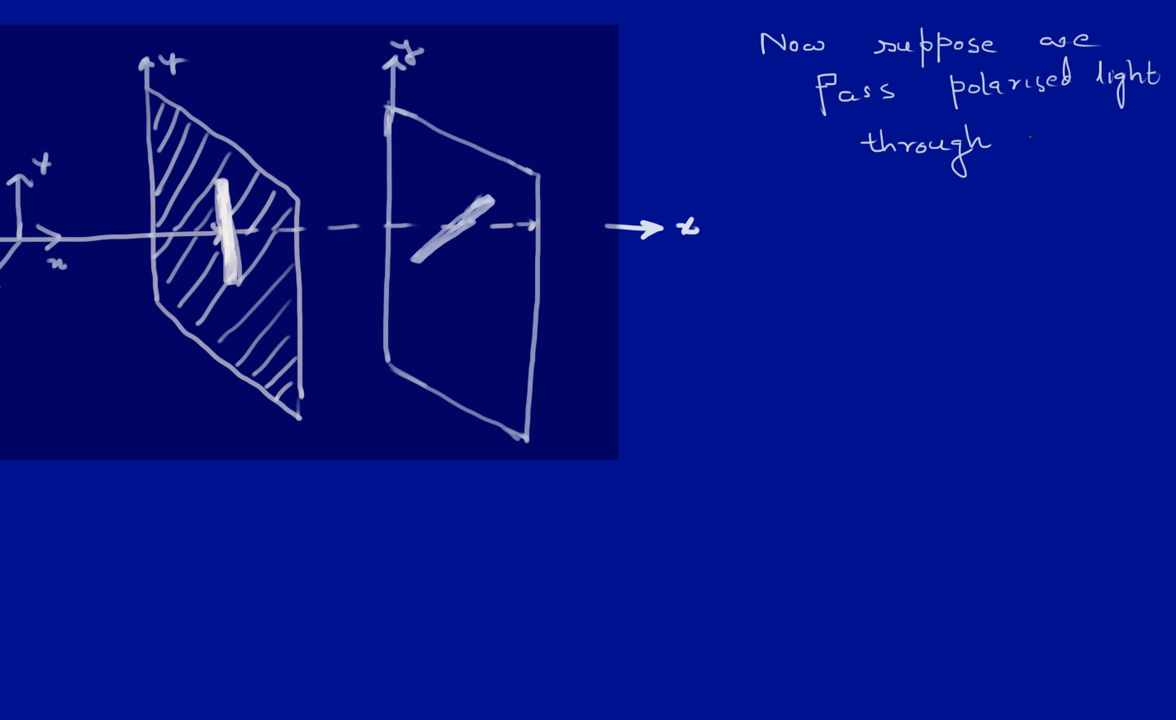 Now suppose we
Pass polarised light
through
Y
y
Y
x
x